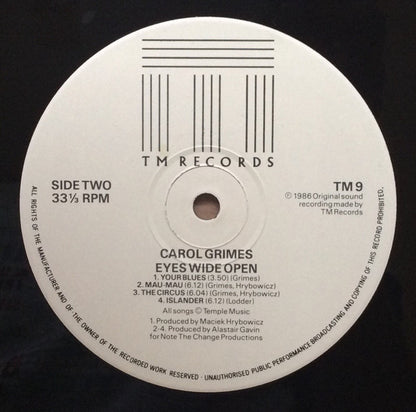 TM RECORDS
SIDE TWO
33⅓ RPM
TM 9
℗ 1986 Original sound
recording made by
TM Records
CAROL GRIMES
EYES WIDE OPEN
1. YOUR BLUES (3.50) (Grimes)
2. MAU-MAU (6.12) (Grimes, Hrybowicz)
3. THE CIRCUS (6.04) (Grimes, Hrybowicz)
4. ISLANDER (6.12) (Lodder)
All songs © Temple Music
1. Produced by Maciek Hrybowicz
2-4. Produced by Alastair Gavin
for Note The Change Productions
ALL RIGHTS OF THE MANUFACTURER AND OF THE OWNER OF THE RECORDED WORK RESERVED - UNAUTHORISED PUBLIC PERFORMANCE BROADCASTING AND COPYING OF THIS RECORD PROHIBITED.